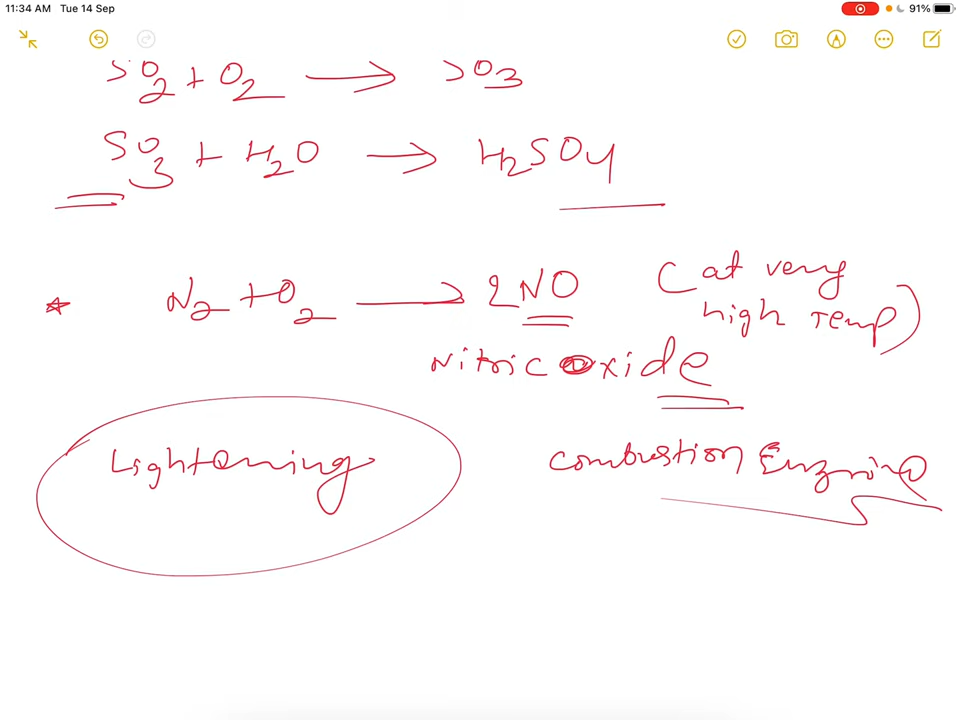 11:34 AM Tue 14 Sep 91%
SO2 + O2 → SO3
SO3 + H2O → H2SO4
* N2 + O2 → 2NO (at very high Temp)
Nitric oxide
Lightening
Combustion Engine